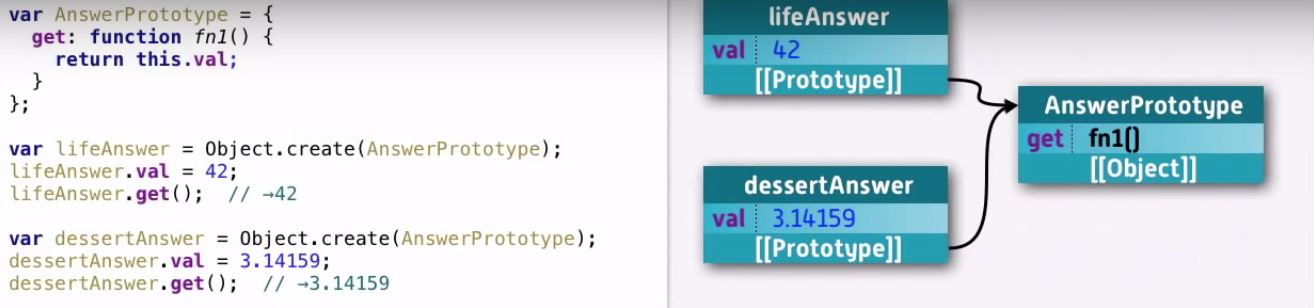 var AnswerPrototype = {
  get: function fn1() {
    return this.val;
  }
};
var lifeAnswer = Object.create(AnswerPrototype);
lifeAnswer.val = 42;
lifeAnswer.get();  // →42
var dessertAnswer = Object.create(AnswerPrototype);
dessertAnswer.val = 3.14159;
dessertAnswer.get();  // →3.14159
lifeAnswer
val 42
[[Prototype]]
dessertAnswer
val 3.14159
[[Prototype]]
AnswerPrototype
get fn1()
[[Object]]